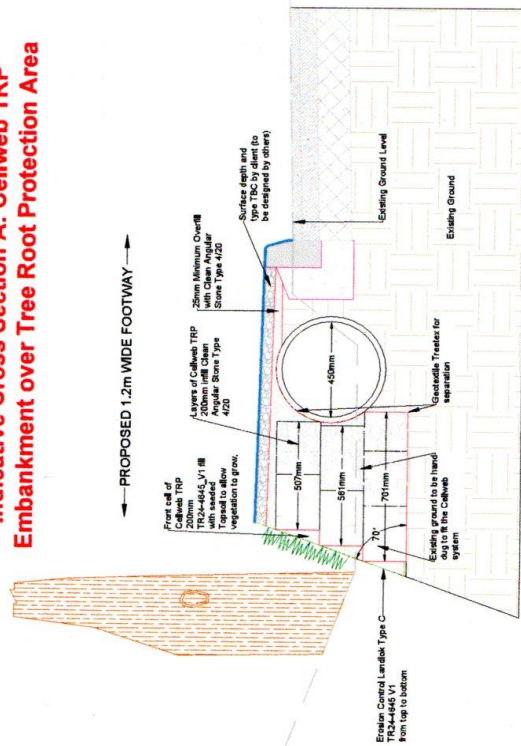 Indicative Cross Section A: Cellweb TRP
Embankment over Tree Root Protection Area
PROPOSED 1.2m WIDE FOOTWAY
Front cell of
Cellweb TRP
200mm
TR24-4645_V1 fill
with seeded
Topsoil to allow
vegetation to grow.
Layers of Cellweb TRP
200mm infill Clean
Angular Stone Type
4/20
25mm Minimum Overfill
with Clean Angular
Stone Type 4/20
Surface depth and
type TBC by client (to
be designed by others)
507mm
561mm
701mm
450mm
70°
Existing Ground Level
Existing Ground
Erosion Control Landlok Type C
TR24-4645 V1
from top to bottom
Existing ground to be hand
dug to fit the Cellweb
system
Geotextile Treetex for
separation